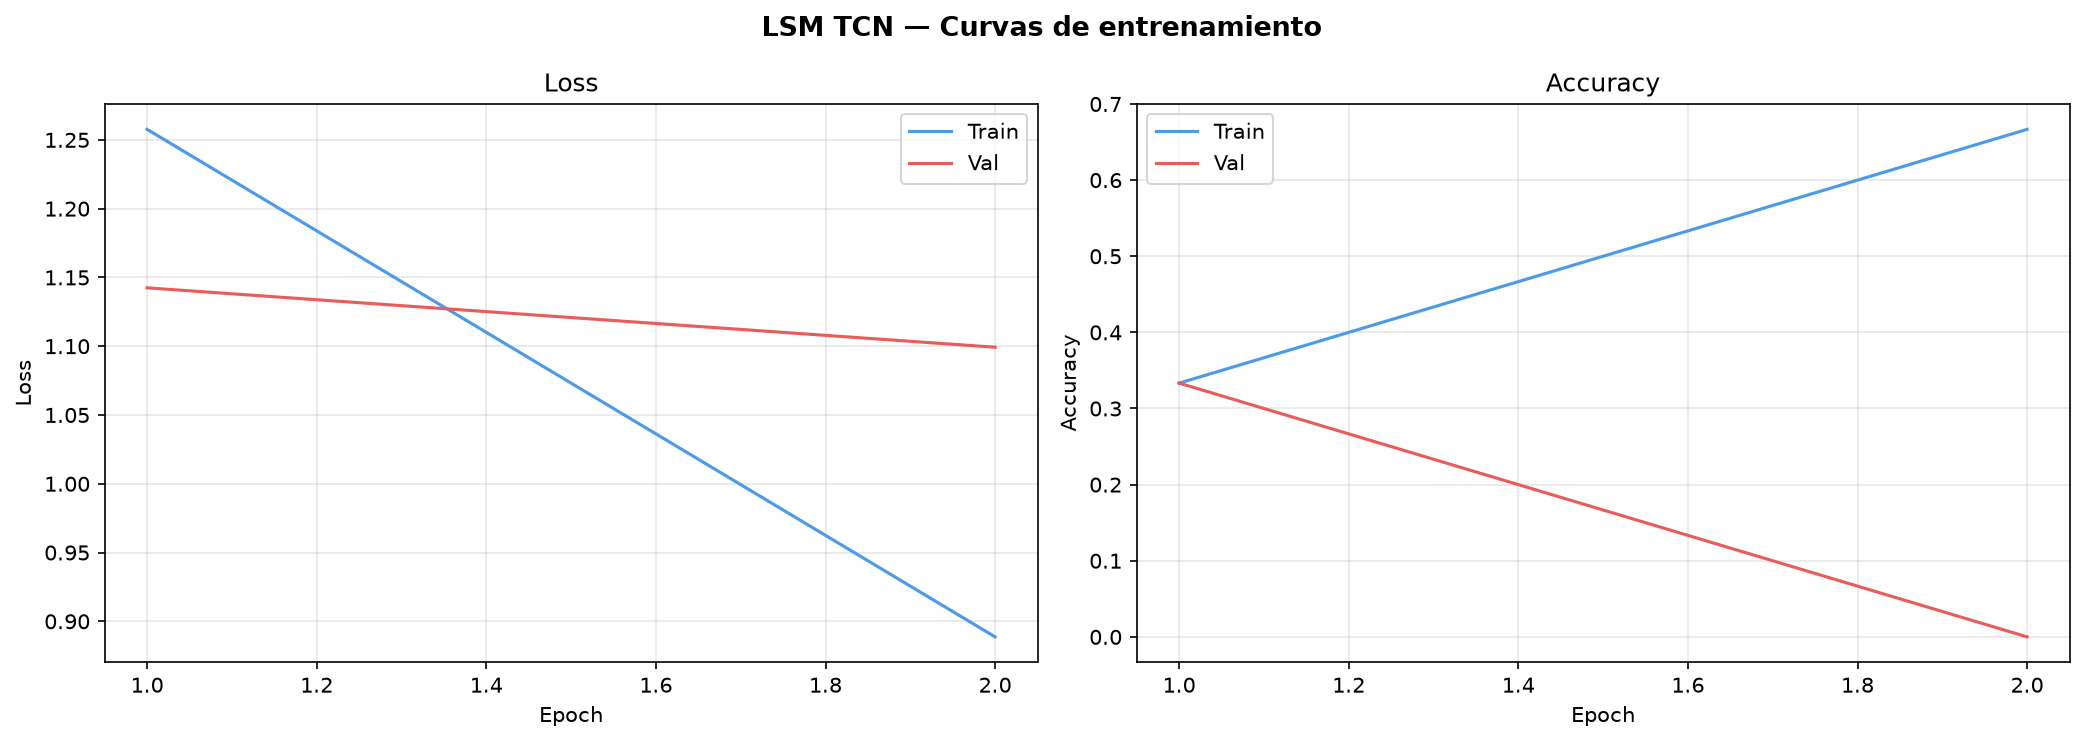 LSM TCN — Curvas de entrenamiento
Loss
Train
Val
1.25
1.20
1.15
1.10
1.05
1.00
0.95
0.90
Loss
1.0 1.2 1.4 1.6 1.8 2.0
Epoch
Accuracy
Train
Val
0.7
0.6
0.5
0.4
0.3
0.2
0.1
0.0
Accuracy
1.0 1.2 1.4 1.6 1.8 2.0
Epoch